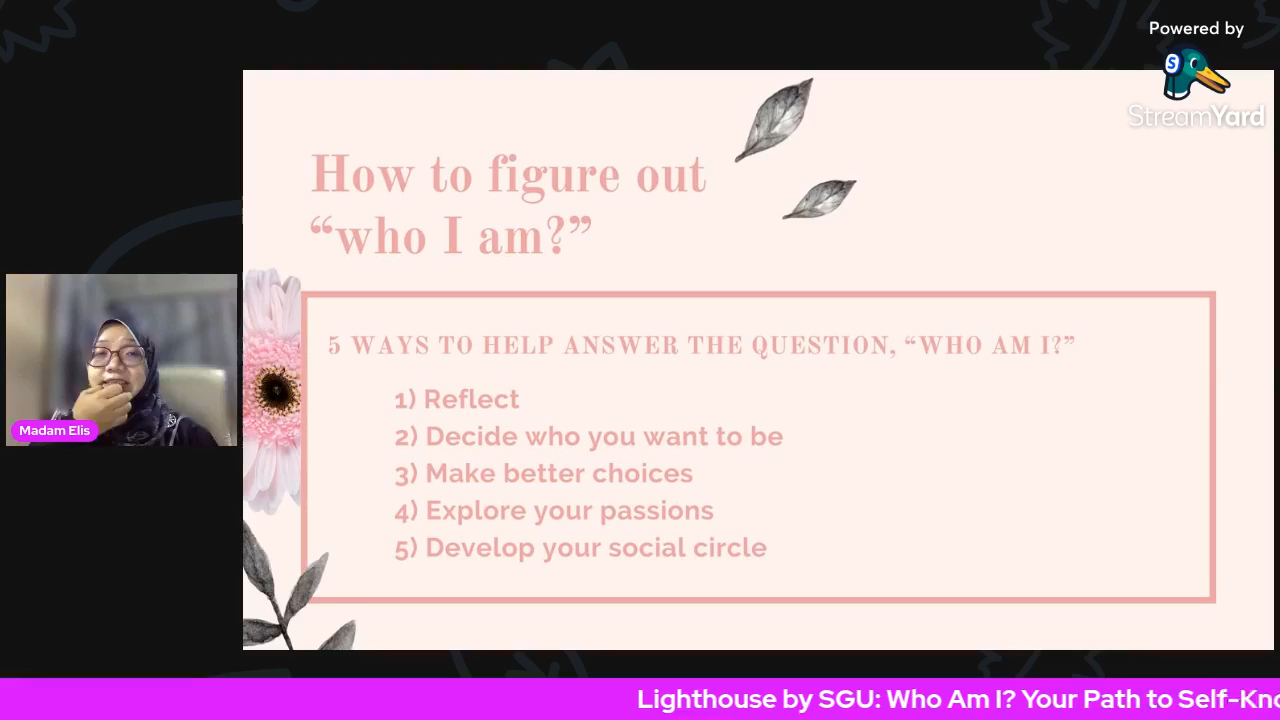 Powered by
StreamYard
How to figure out
“who I am?”
5 WAYS TO HELP ANSWER THE QUESTION, “WHO AM I?”
1) Reflect
2) Decide who you want to be
3) Make better choices
4) Explore your passions
5) Develop your social circle
Madam Elis
Lighthouse by SGU: Who Am I? Your Path to Self-Kno